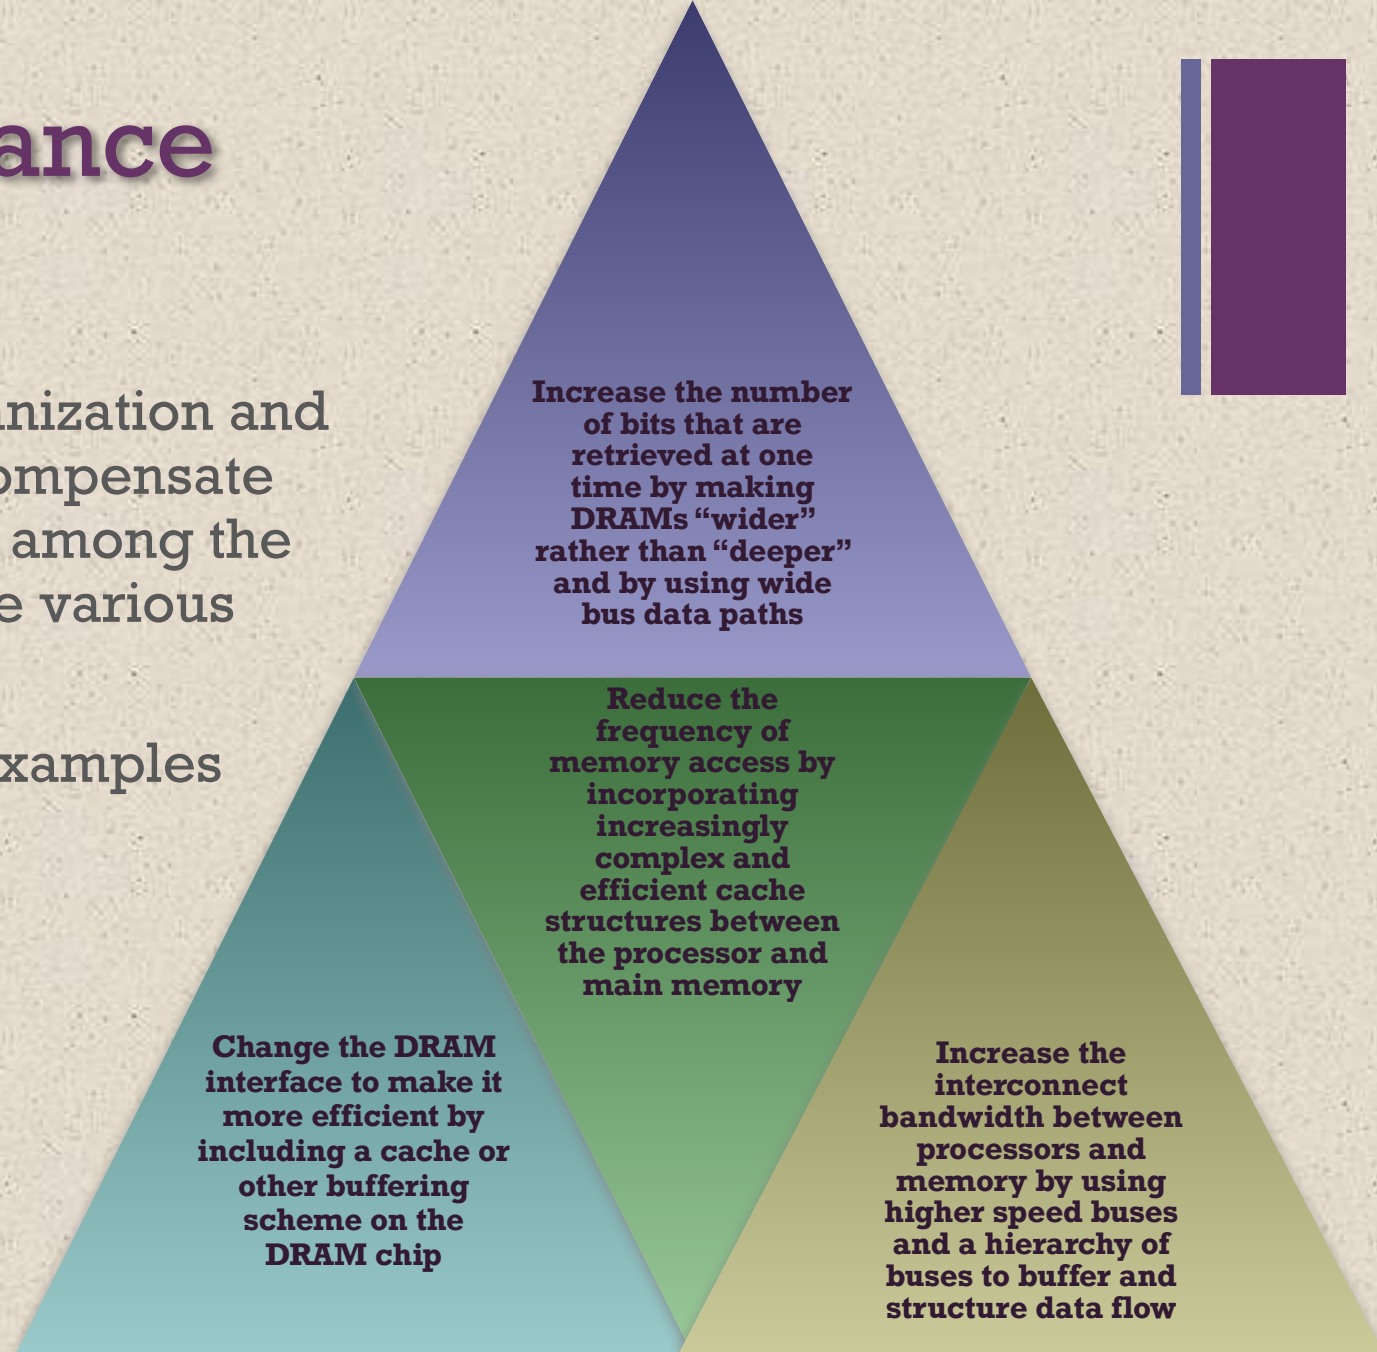 ance
anization and
ompensate
among the
e various
xamples
Increase the number
of bits that are
retrieved at one
time by making
DRAMs “wider”
rather than “deeper”
and by using wide
bus data paths
Reduce the
frequency of
memory access by
incorporating
increasingly
complex and
efficient cache
structures between
the processor and
main memory
Change the DRAM
interface to make it
more efficient by
including a cache or
other buffering
scheme on the
DRAM chip
Increase the
interconnect
bandwidth between
processors and
memory by using
higher speed buses
and a hierarchy of
buses to buffer and
structure data flow